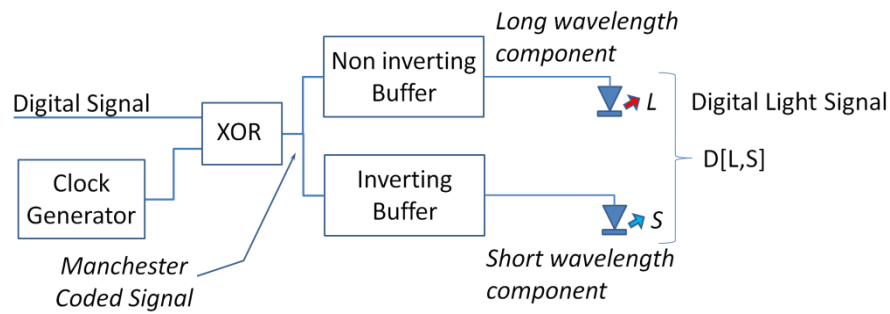 Long wavelength
component
Non inverting
Buffer
Digital Signal
XOR
L
Digital Light Signal
D[L,S]
Clock
Generator
Inverting
Buffer
S
Manchester
Coded Signal
Short wavelength
component